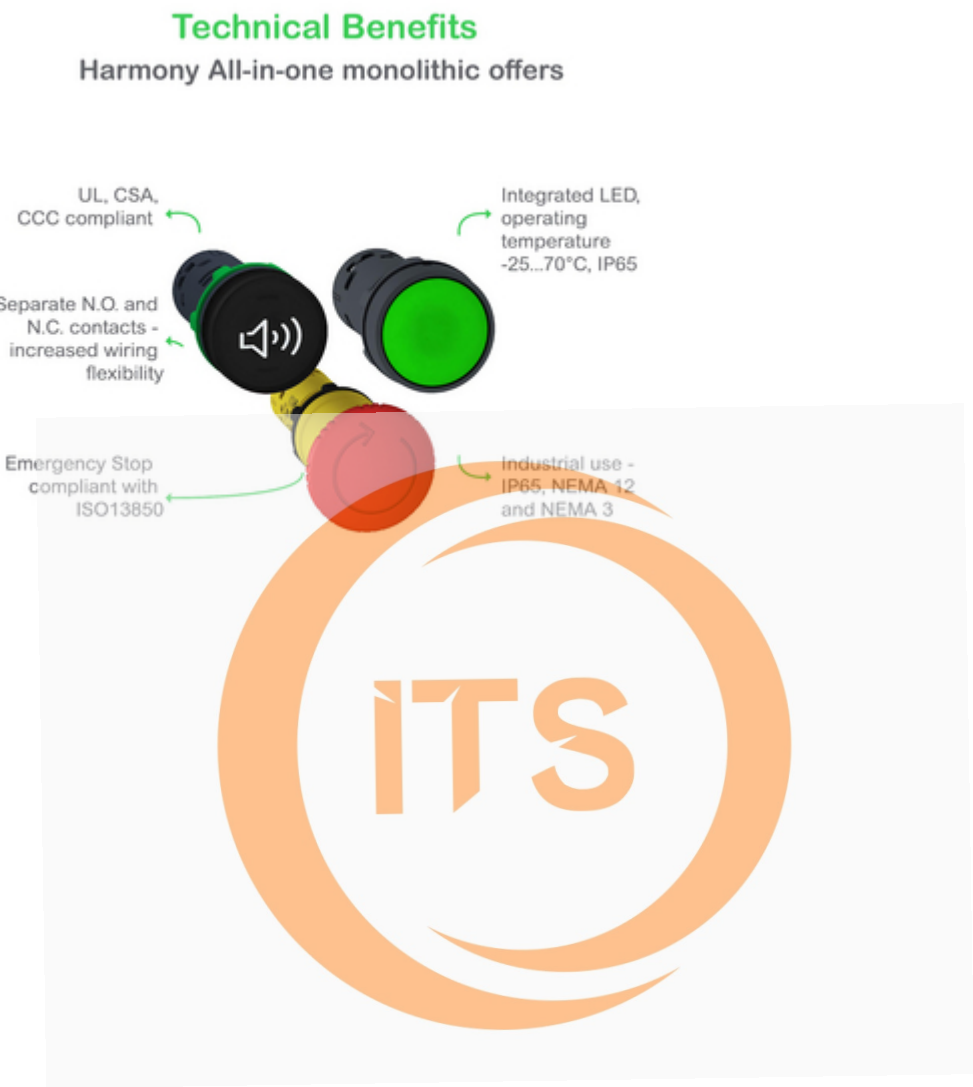 Technical Benefits
Harmony All-in-one monolithic offers
UL, CSA,
CCC compliant
Integrated LED,
operating
temperature
-25...70°C, IP65
Separate N.O. and
N.C. contacts -
increased wiring
flexibility
Emergency Stop
compliant with
ISO13850
Industrial use -
IP65, NEMA 12
and NEMA 3
ITS